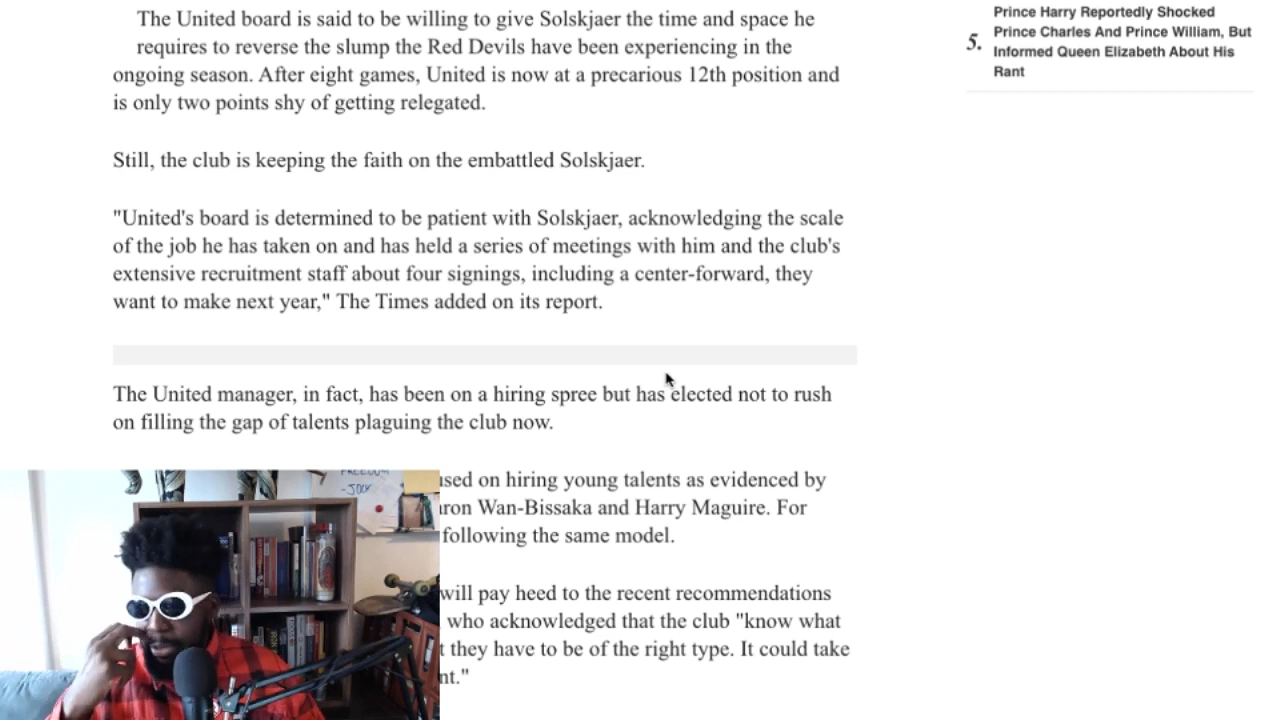 The United board is said to be willing to give Solskjaer the time and space he
requires to reverse the slump the Red Devils have been experiencing in the
ongoing season. After eight games, United is now at a precarious 12th position and
is only two points shy of getting relegated.
Still, the club is keeping the faith on the embattled Solskjaer.
"United's board is determined to be patient with Solskjaer, acknowledging the scale
of the job he has taken on and has held a series of meetings with him and the club's
extensive recruitment staff about four signings, including a center-forward, they
want to make next year," The Times added on its report.
The United manager, in fact, has been on a hiring spree but has elected not to rush
on filling the gap of talents plaguing the club now.
on hiring young talents as evidenced by
Wan-Bissaka and Harry Maguire. For
following the same model.
will pay heed to the recent recommendations
who acknowledged that the club "know what
they have to be of the right type. It could take
5.
Prince Harry Reportedly Shocked
Prince Charles And Prince William, But
Informed Queen Elizabeth About His
Rant